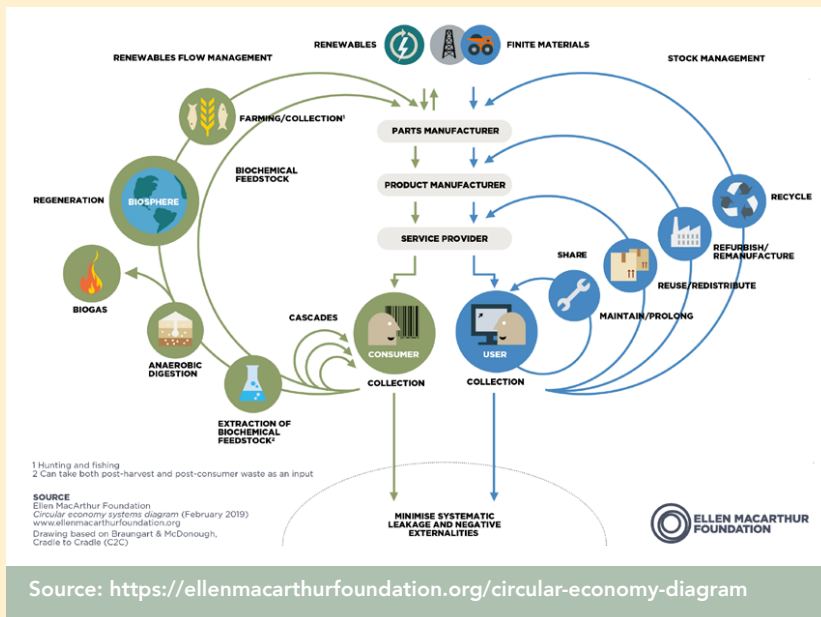 RENEWABLES
FINITE MATERIALS
RENEWABLES FLOW MANAGEMENT
STOCK MANAGEMENT
FARMING/COLLECTION¹
PARTS MANUFACTURER
BIOCHEMICAL
FEEDSTOCK
PRODUCT MANUFACTURER
REGENERATION
BIOSPHERE
RECYCLE
SERVICE PROVIDER
SHARE
REFURBISH/
REMANUFACTURE
REUSE/REDISTRIBUTE
BIOGAS
CASCADES
MAINTAIN/PROLONG
ANAEROBIC
DIGESTION
CONSUMER
USER
COLLECTION
COLLECTION
EXTRACTION OF
BIOCHEMICAL
FEEDSTOCK²
1 Hunting and fishing
2 Can take both post-harvest and post-consumer waste as an input
SOURCE
Ellen MacArthur Foundation
Circular economy systems diagram (February 2019)
www.ellenmacarthurfoundation.org
Drawing based on Braungart & McDonough,
Cradle to Cradle (C2C)
MINIMISE SYSTEMATIC
LEAKAGE AND NEGATIVE
EXTERNALITIES
ELLEN MACARTHUR
FOUNDATION
Source: https://ellenmacarthurfoundation.org/circular-economy-diagram